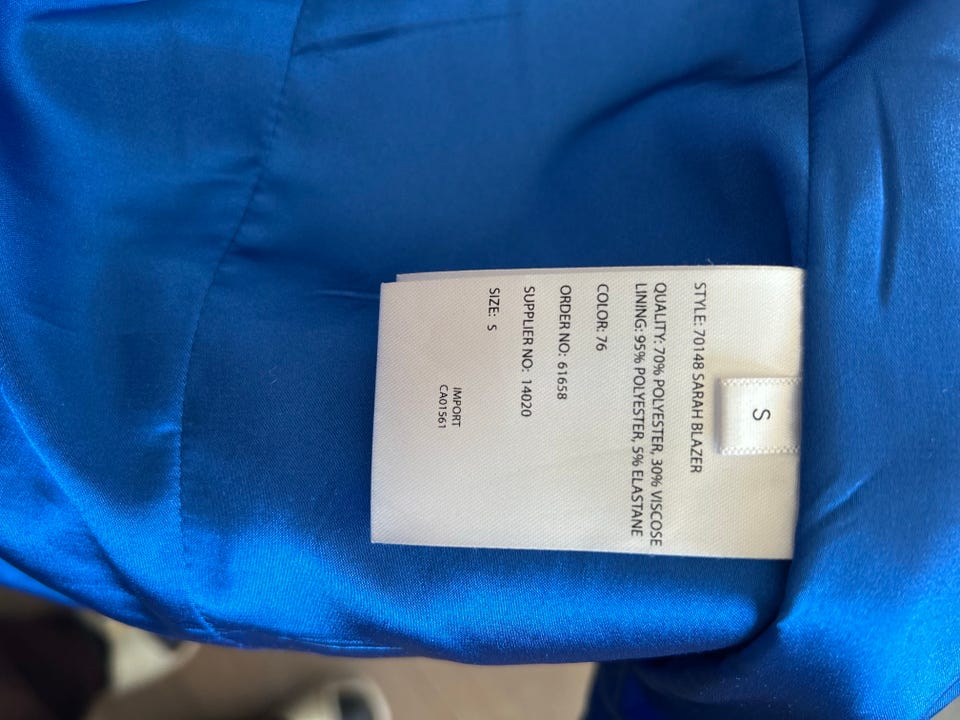 S
STYLE: 70148 SARAH BLAZER
QUALITY: 70% POLYESTER, 30% VISCOSE
LINING: 95% POLYESTER, 5% ELASTANE
COLOR: 76
ORDER NO: 61658
SUPPLIER NO: 14020
SIZE: S
IMPORT
CA01561